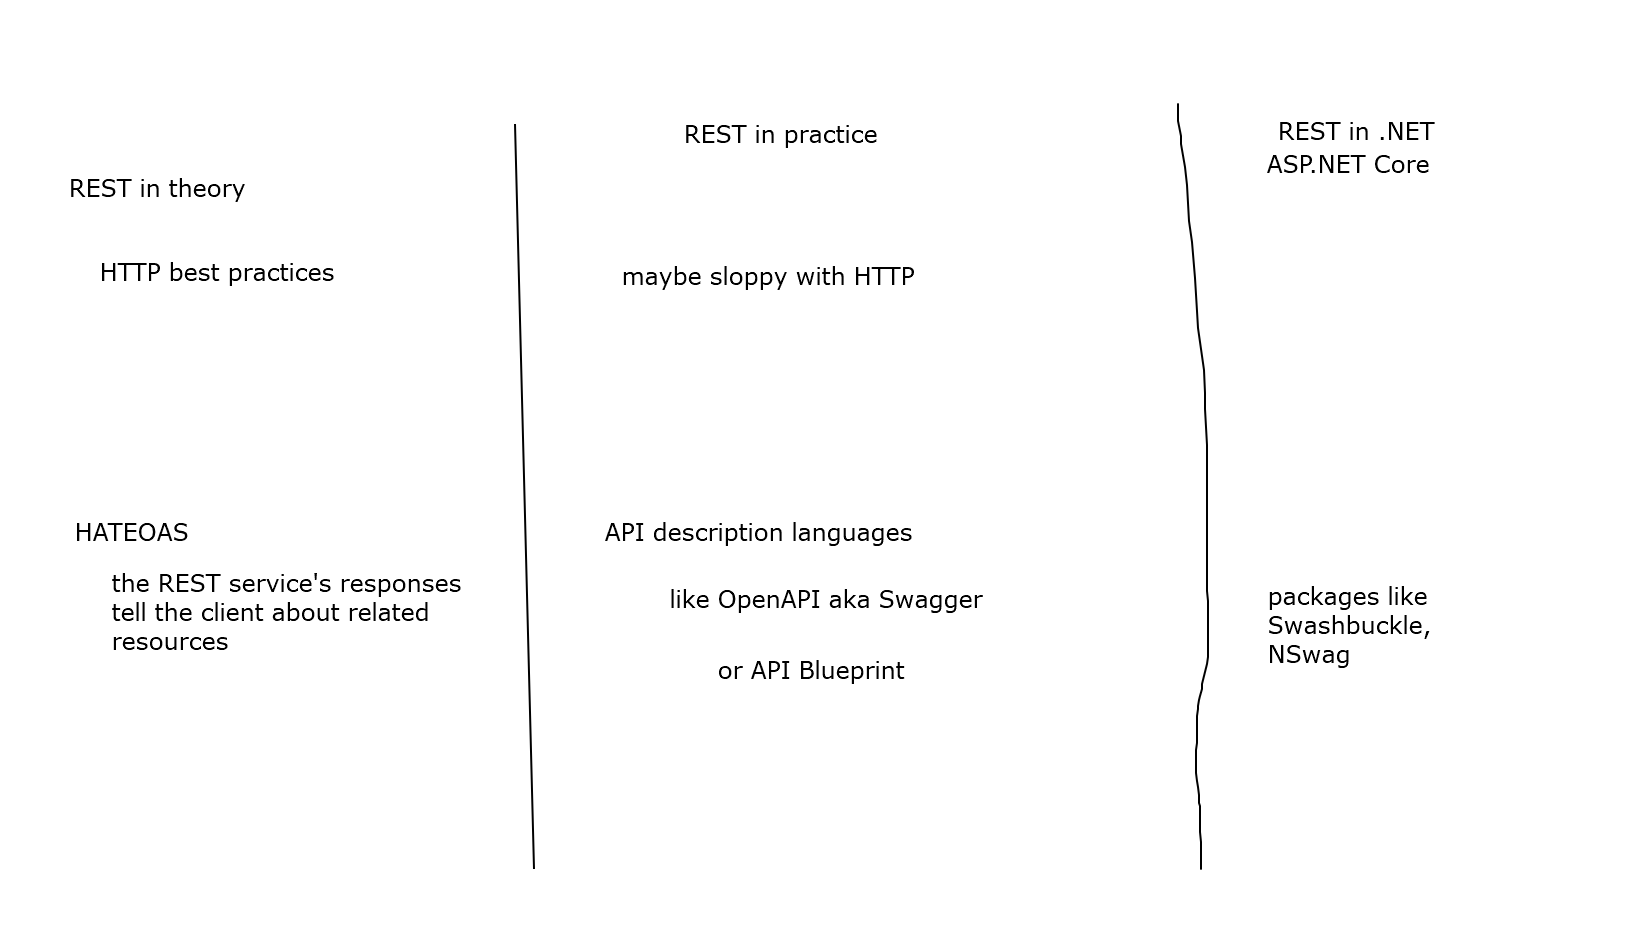 REST in theory
HTTP best practices
HATEOAS
the REST service's responses
tell the client about related
resources
REST in practice
maybe sloppy with HTTP
API description languages
like OpenAPI aka Swagger
or API Blueprint
REST in .NET
ASP.NET Core
packages like
Swashbuckle,
NSwag